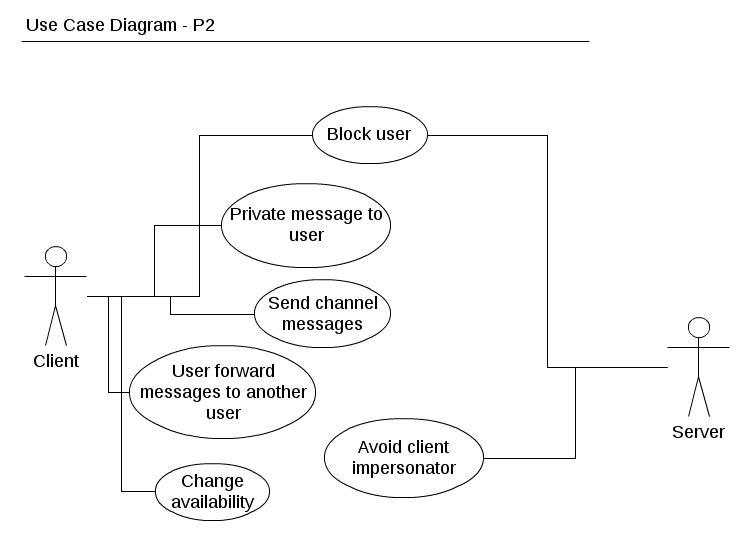 Use Case Diagram - P2
Block user
Private message to
user
Send channel
messages
Client
User forward
messages to another
user
Server
Avoid client
impersonator
Change
availability